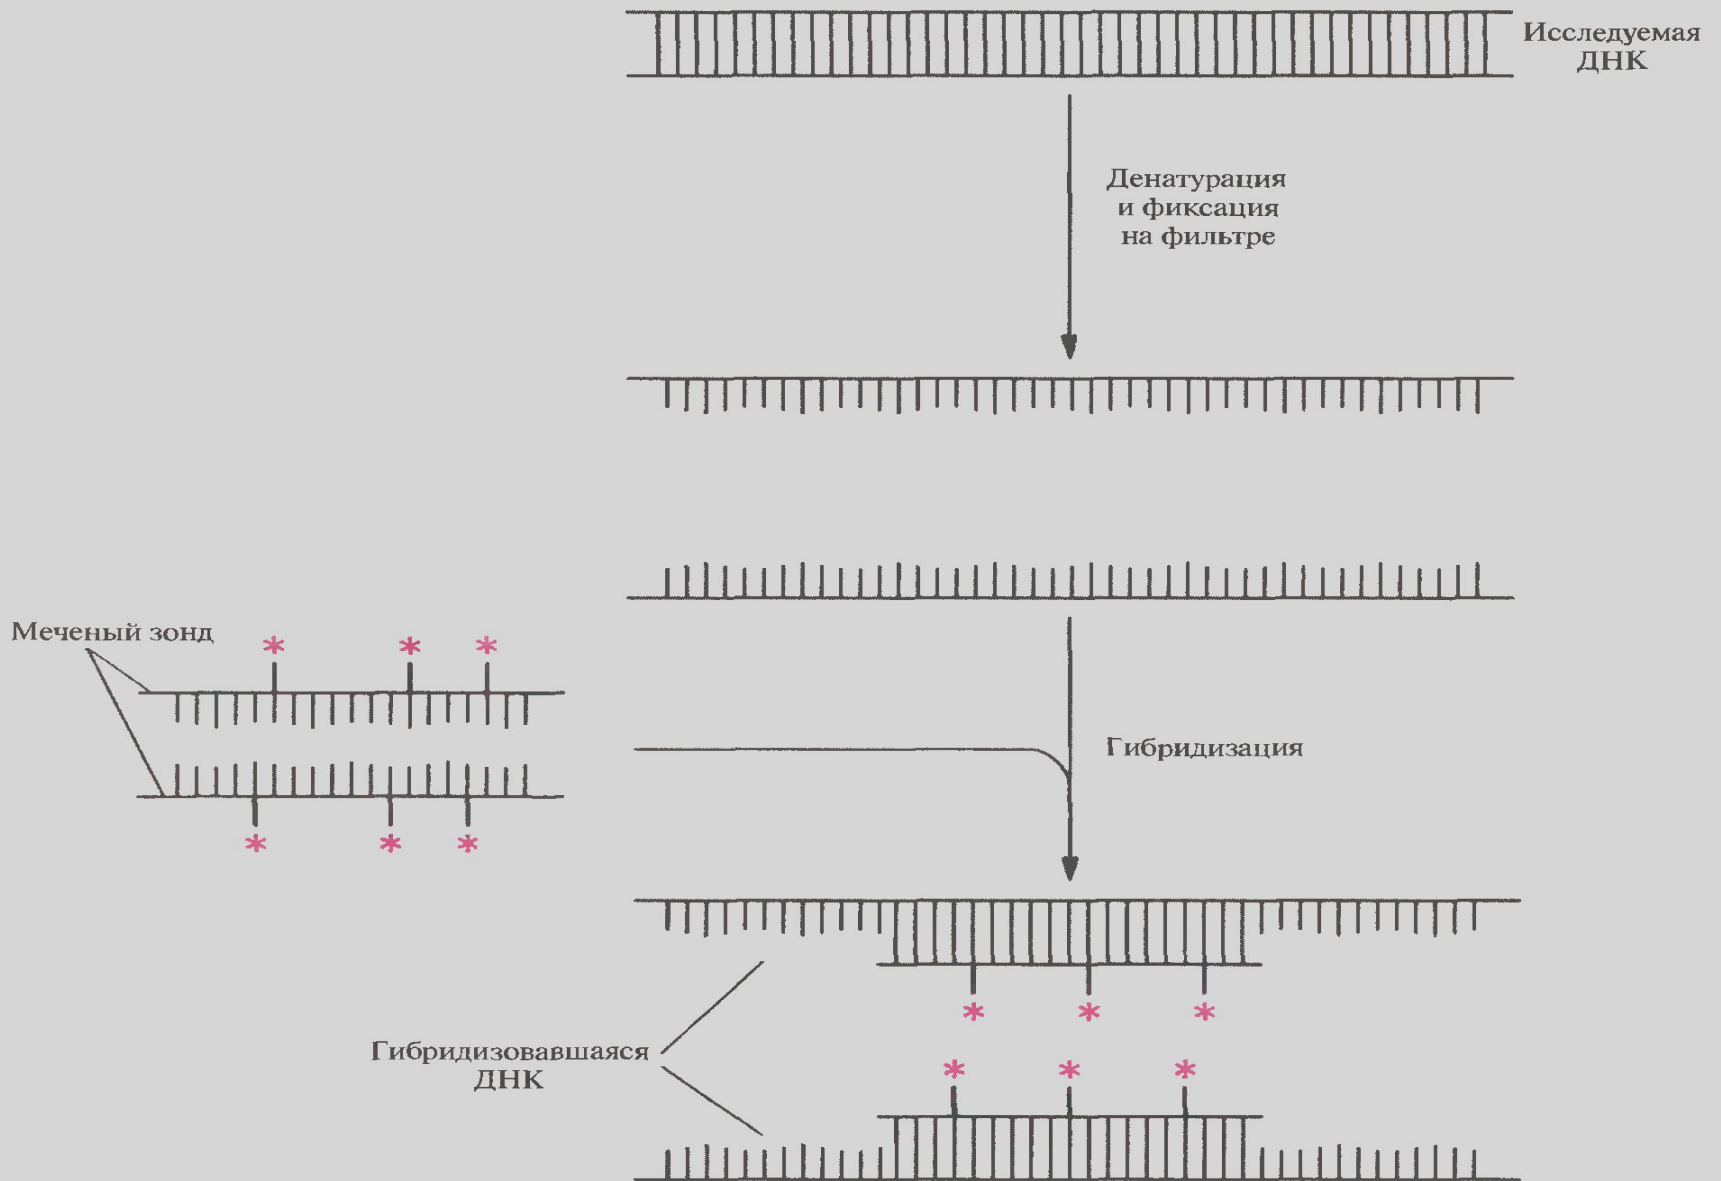 Исследуемая
ДНК
Денатурация
и фиксация
на фильтре
Меченый зонд
Гибридизация
Гибридизовавшаяся
ДНК